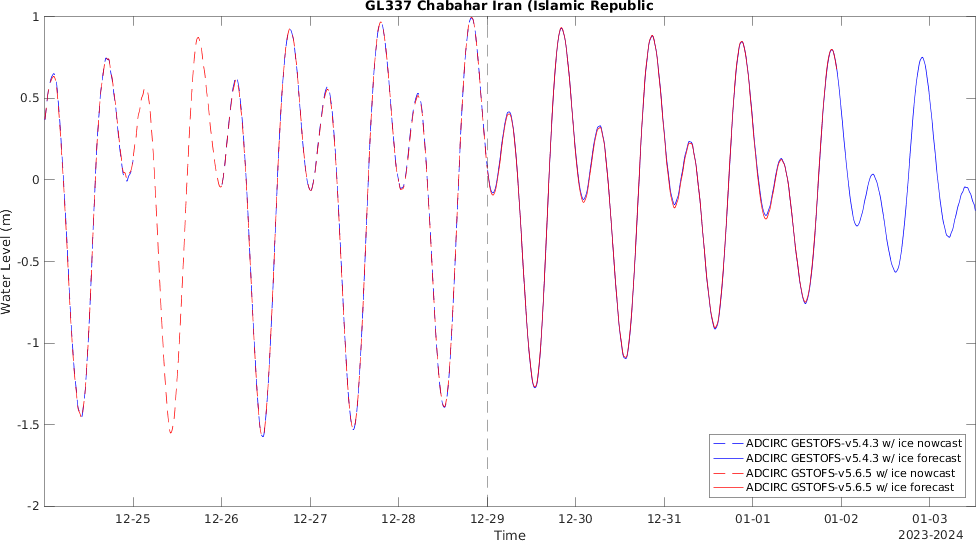 GL337 Chabahar Iran (Islamic Republic
1
0.5
0
-0.5
-1
-1.5
-2
Water Level (m)
12-25 12-26 12-27 12-28 12-29 12-30 12-31 01-01 01-02 01-03
Time
2023-2024
ADCIRC GESTOFS-v5.4.3 w/ ice nowcast
ADCIRC GESTOFS-v5.4.3 w/ ice forecast
ADCIRC GSTOFS-v5.6.5 w/ ice nowcast
ADCIRC GSTOFS-v5.6.5 w/ ice forecast